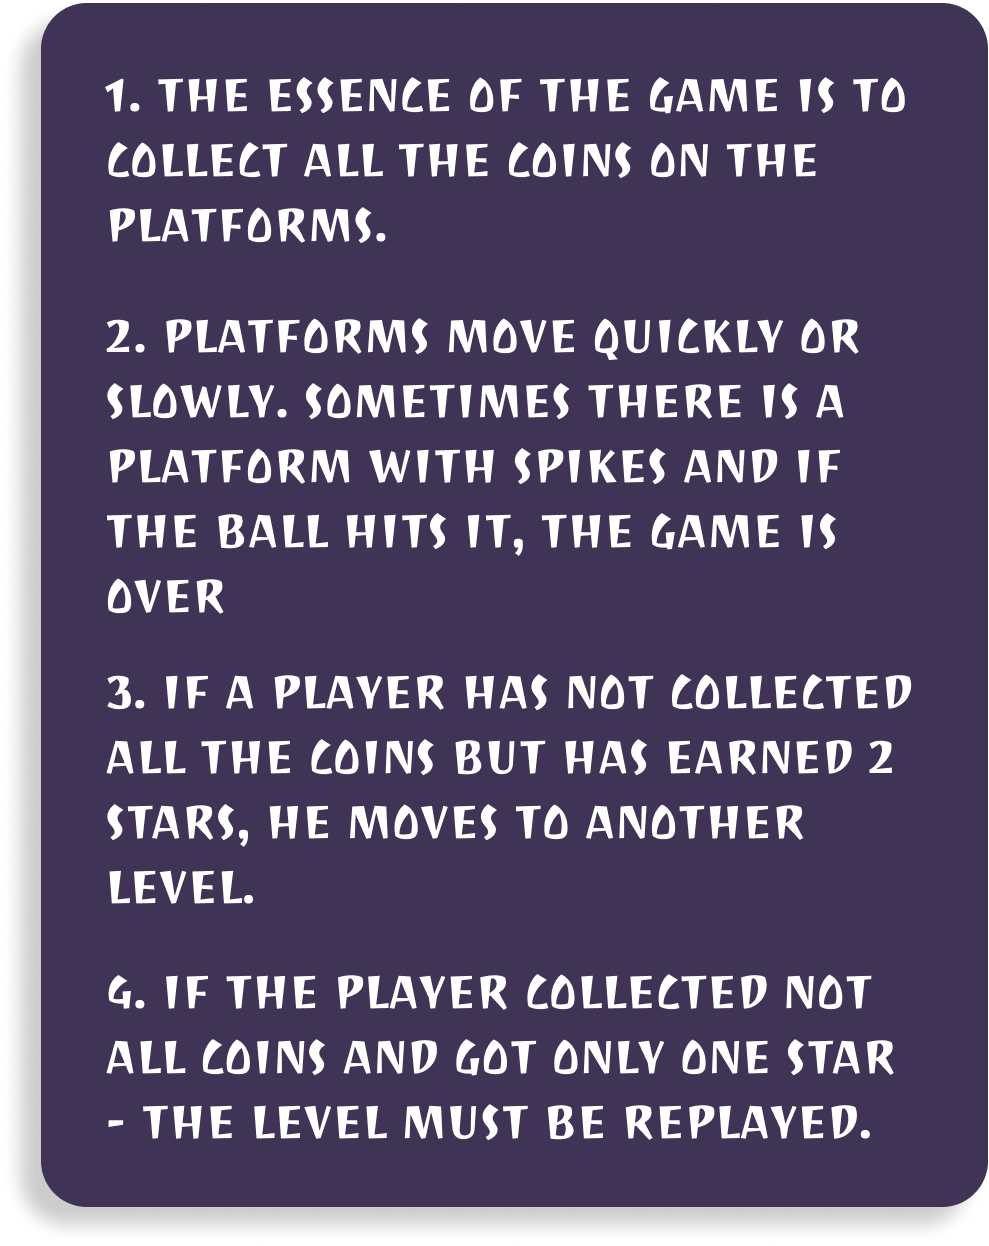 1. THE ESSENCE OF THE GAME IS TO
COLLECT ALL THE COINS ON THE
PLATFORMS.
2. PLATFORMS MOVE QUICKLY OR
SLOWLY. SOMETIMES THERE IS A
PLATFORM WITH SPIKES AND IF
THE BALL HITS IT, THE GAME IS
OVER
3. IF A PLAYER HAS NOT COLLECTED
ALL THE COINS BUT HAS EARNED 2
STARS, HE MOVES TO ANOTHER
LEVEL.
4. IF THE PLAYER COLLECTED NOT
ALL COINS AND GOT ONLY ONE STAR
- THE LEVEL MUST BE REPLAYED.